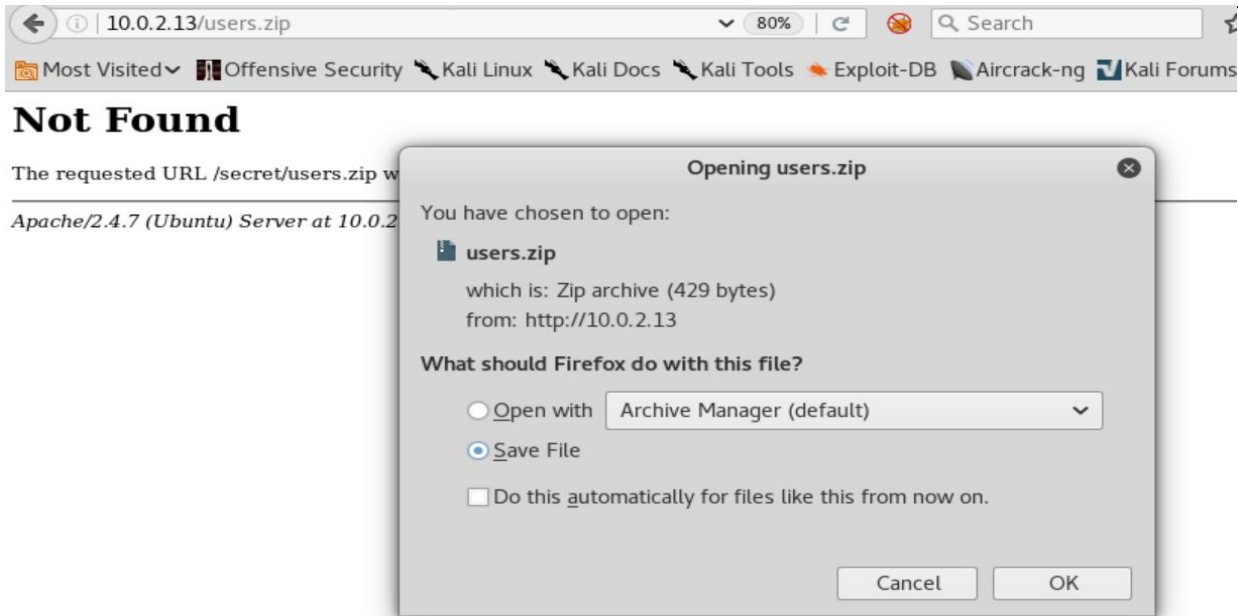 10.0.2.13/users.zip 80% Search
Most Visited Offensive Security Kali Linux Kali Docs Kali Tools Exploit-DB Aircrack-ng Kali Forums
Not Found
The requested URL /secret/users.zip w
Apache/2.4.7 (Ubuntu) Server at 10.0.2
Opening users.zip
You have chosen to open:
users.zip
which is: Zip archive (429 bytes)
from: http://10.0.2.13
What should Firefox do with this file?
Open with Archive Manager (default)
Save File
Do this automatically for files like this from now on.
Cancel OK